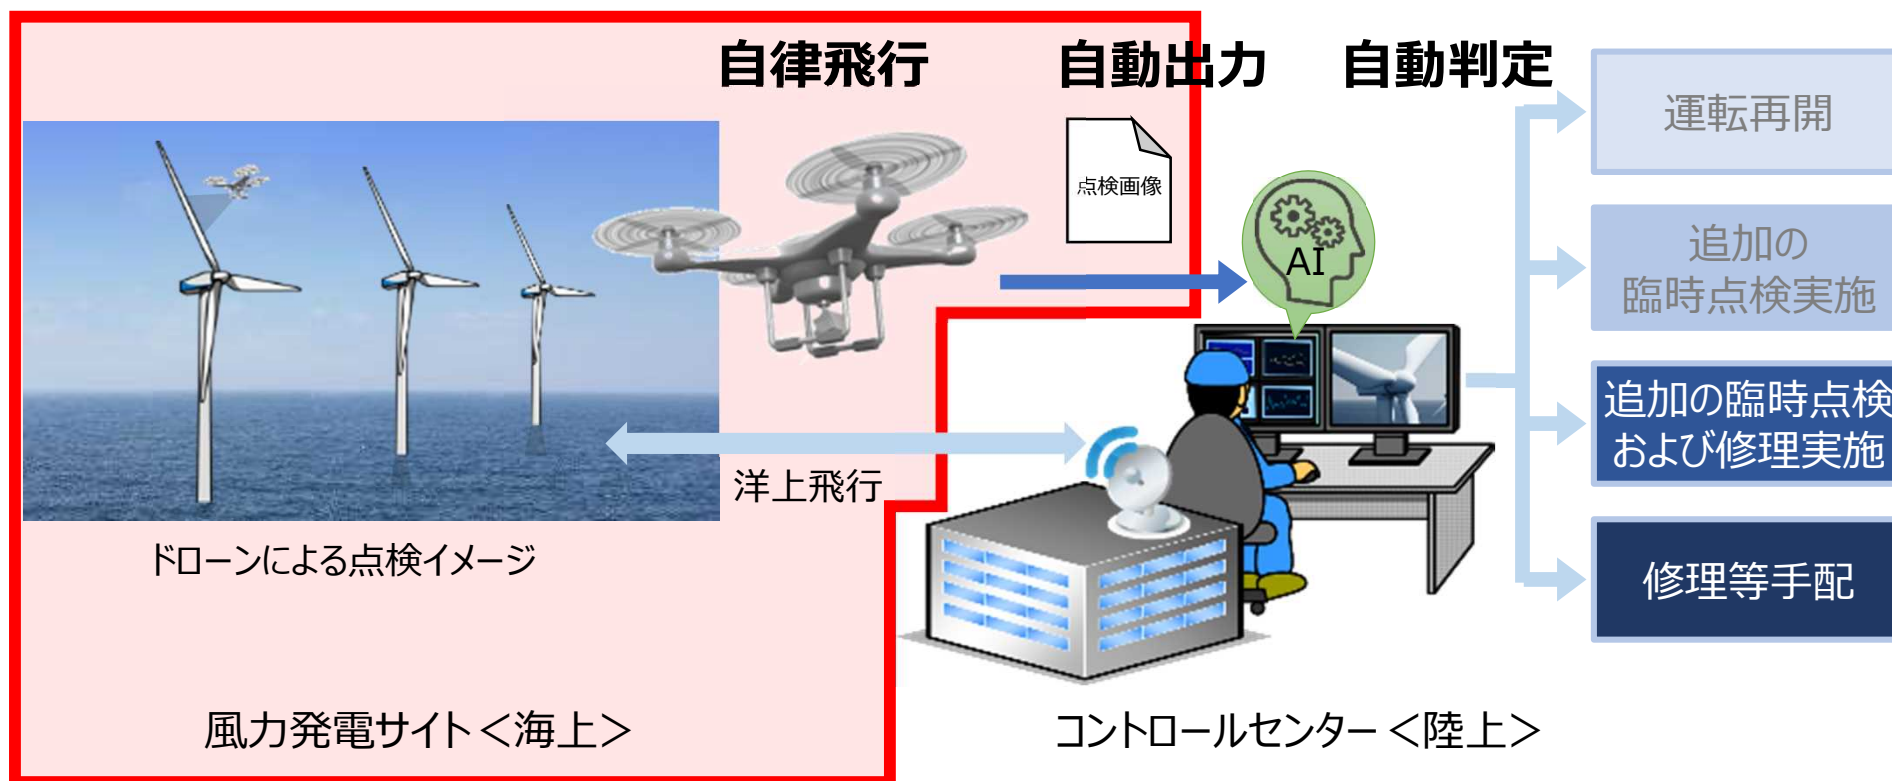 自律飛行
自動出力
自動判定
点検画像
AI
運転再開
追加の
臨時点検実施
追加の臨時点検
および修理実施
修理等手配
洋上飛行
ドローンによる点検イメージ
風力発電サイト＜海上＞
コントロールセンター＜陸上＞